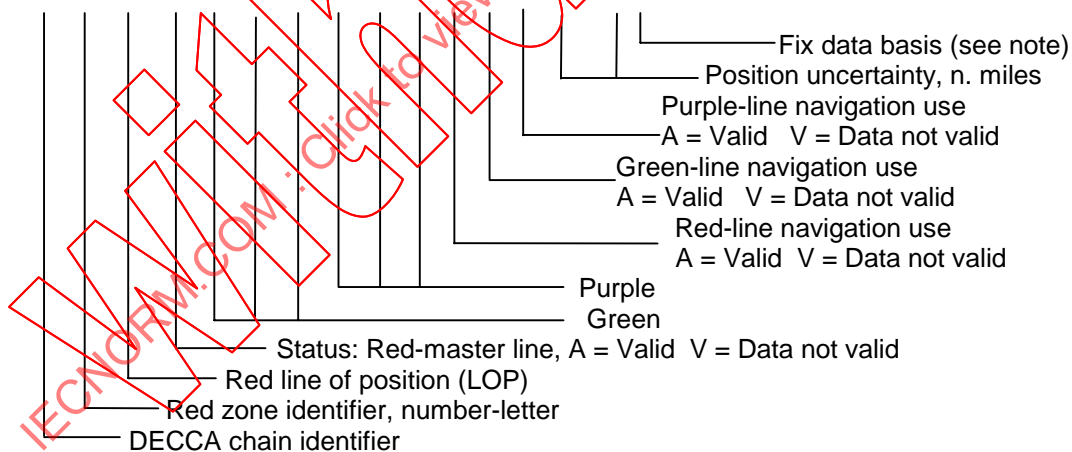 Fix data basis (see note)
Position uncertainty, n. miles
Purple-line navigation use
A = Valid V = Data not valid
Green-line navigation use
A = Valid V = Data not valid
Red-line navigation use
A = Valid V = Data not valid
Purple
Green
Status: Red-master line, A = Valid V = Data not valid
Red line of position (LOP)
Red zone identifier, number-letter
DECCA chain identifier
IECNORM.COM : Click to view